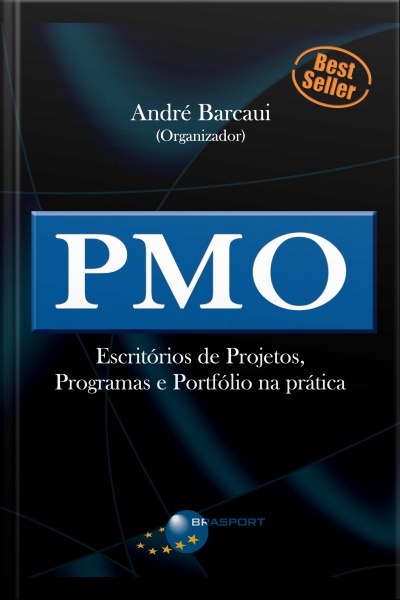 Best
Seller
André Barcaui
(Organizador)
PMO
Escritórios de Projetos,
Programas e Portfólio na prática
BRASPORT